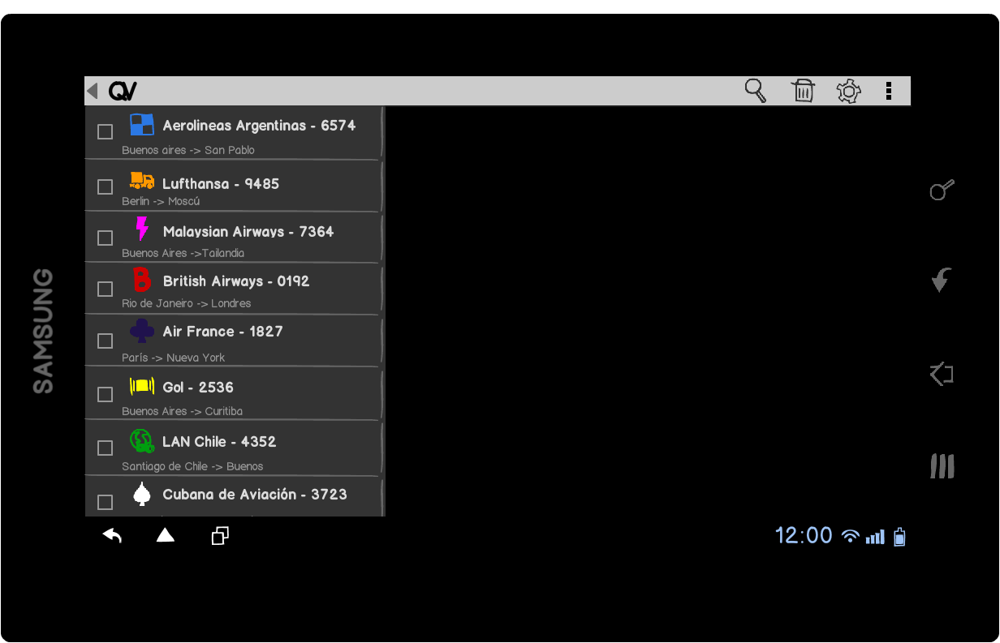 QV
Aerolineas Argentinas - 6574
Buenos aires -> San Pablo
Lufthansa - 9485
Berlin -> Moscú
Malaysian Airways - 7364
Buenos Aires ->Tailandia
British Airways - 0192
Rio de Janeiro -> Londres
Air France - 1827
París -> Nueva York
Gol - 2536
Buenos Aires -> Curitiba
LAN Chile - 4352
Santiago de Chile -> Buenos
Cubana de Aviación - 3723
12:00
SAMSUNG